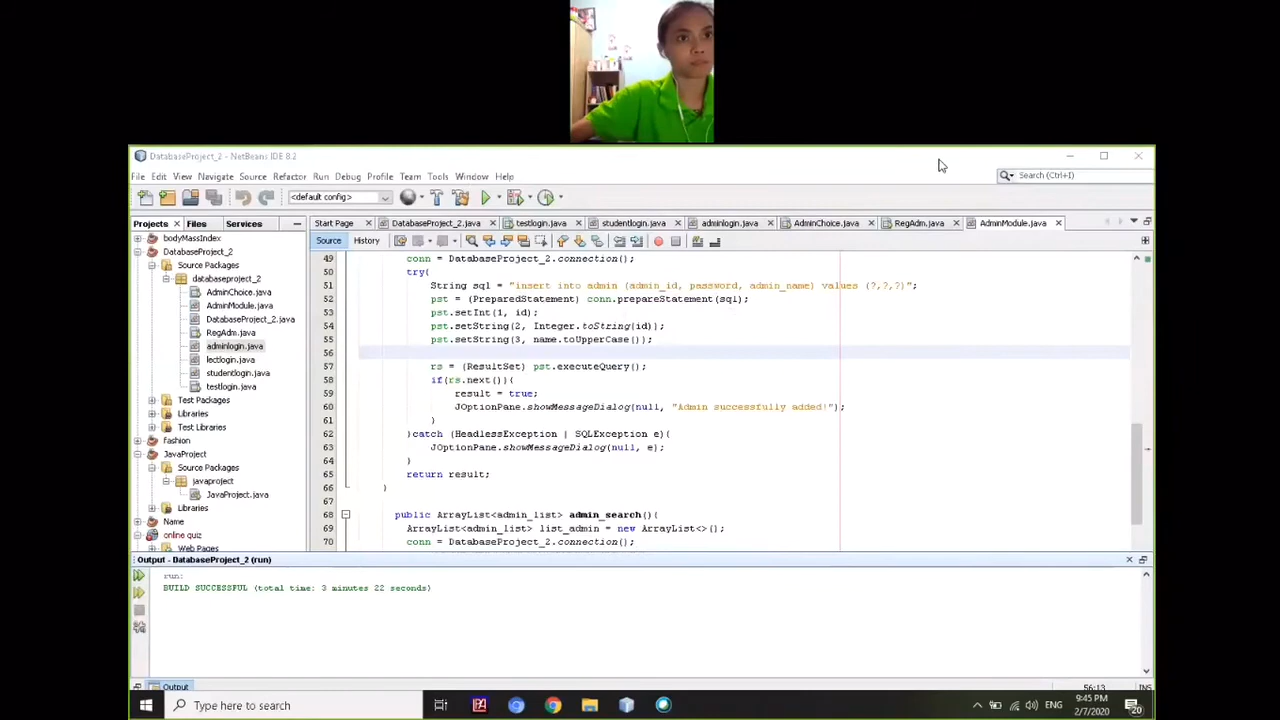 DatabaseProject_2 - NetBeans IDE 8.2
File Edit View Navigate Source Refactor Run Debug Profile Team Tools Window Help
Search (Ctrl+I)
<default config>
Projects Files Services
Start Page DatabaseProject_2.java testlogin.java studentlogin.java adminlogin.java AdminChoice.java RegAdm.java AdminModule.java
Source History
bodyMassIndex
DatabaseProject_2
Source Packages
databaseproject_2
AdminChoice.java
AdminModule.java
DatabaseProject_2.java
RegAdm.java
adminlogin.java
lectlogin.java
studentlogin.java
testlogin.java
Test Packages
Libraries
Test Libraries
fashion
JavaProject
Source Packages
javaproject
JavaProject.java
Libraries
Name
online quiz
Web Pages
49 conn = DatabaseProject_2.connection();
50 try{
51 String sql = "insert into admin (admin_id, password, admin_name) values (?,?,?)";
52 pst = (PreparedStatement) conn.prepareStatement(sql);
53 pst.setInt(1, id);
54 pst.setString(2, Integer.toString(id));
55 pst.setString(3, name.toUpperCase());
56
57 rs = (ResultSet) pst.executeQuery();
58 if(rs.next()){
59 result = true;
60 JOptionPane.showMessageDialog(null, "Admin successfully added!");
61 }
62 }catch (HeadlessException | SQLException e){
63 JOptionPane.showMessageDialog(null, e);
64 }
65 return result;
66 }
67
68 public ArrayList<admin_list> admin_search(){
69 ArrayList<admin_list> list_admin = new ArrayList<>();
70 conn = DatabaseProject_2.connection();
Output - DatabaseProject_2 (run)
run:
BUILD SUCCESSFUL (total time: 3 minutes 22 seconds)
Output
56:13 INS
Type here to search
ENG
9:45 PM
2/7/2020
20